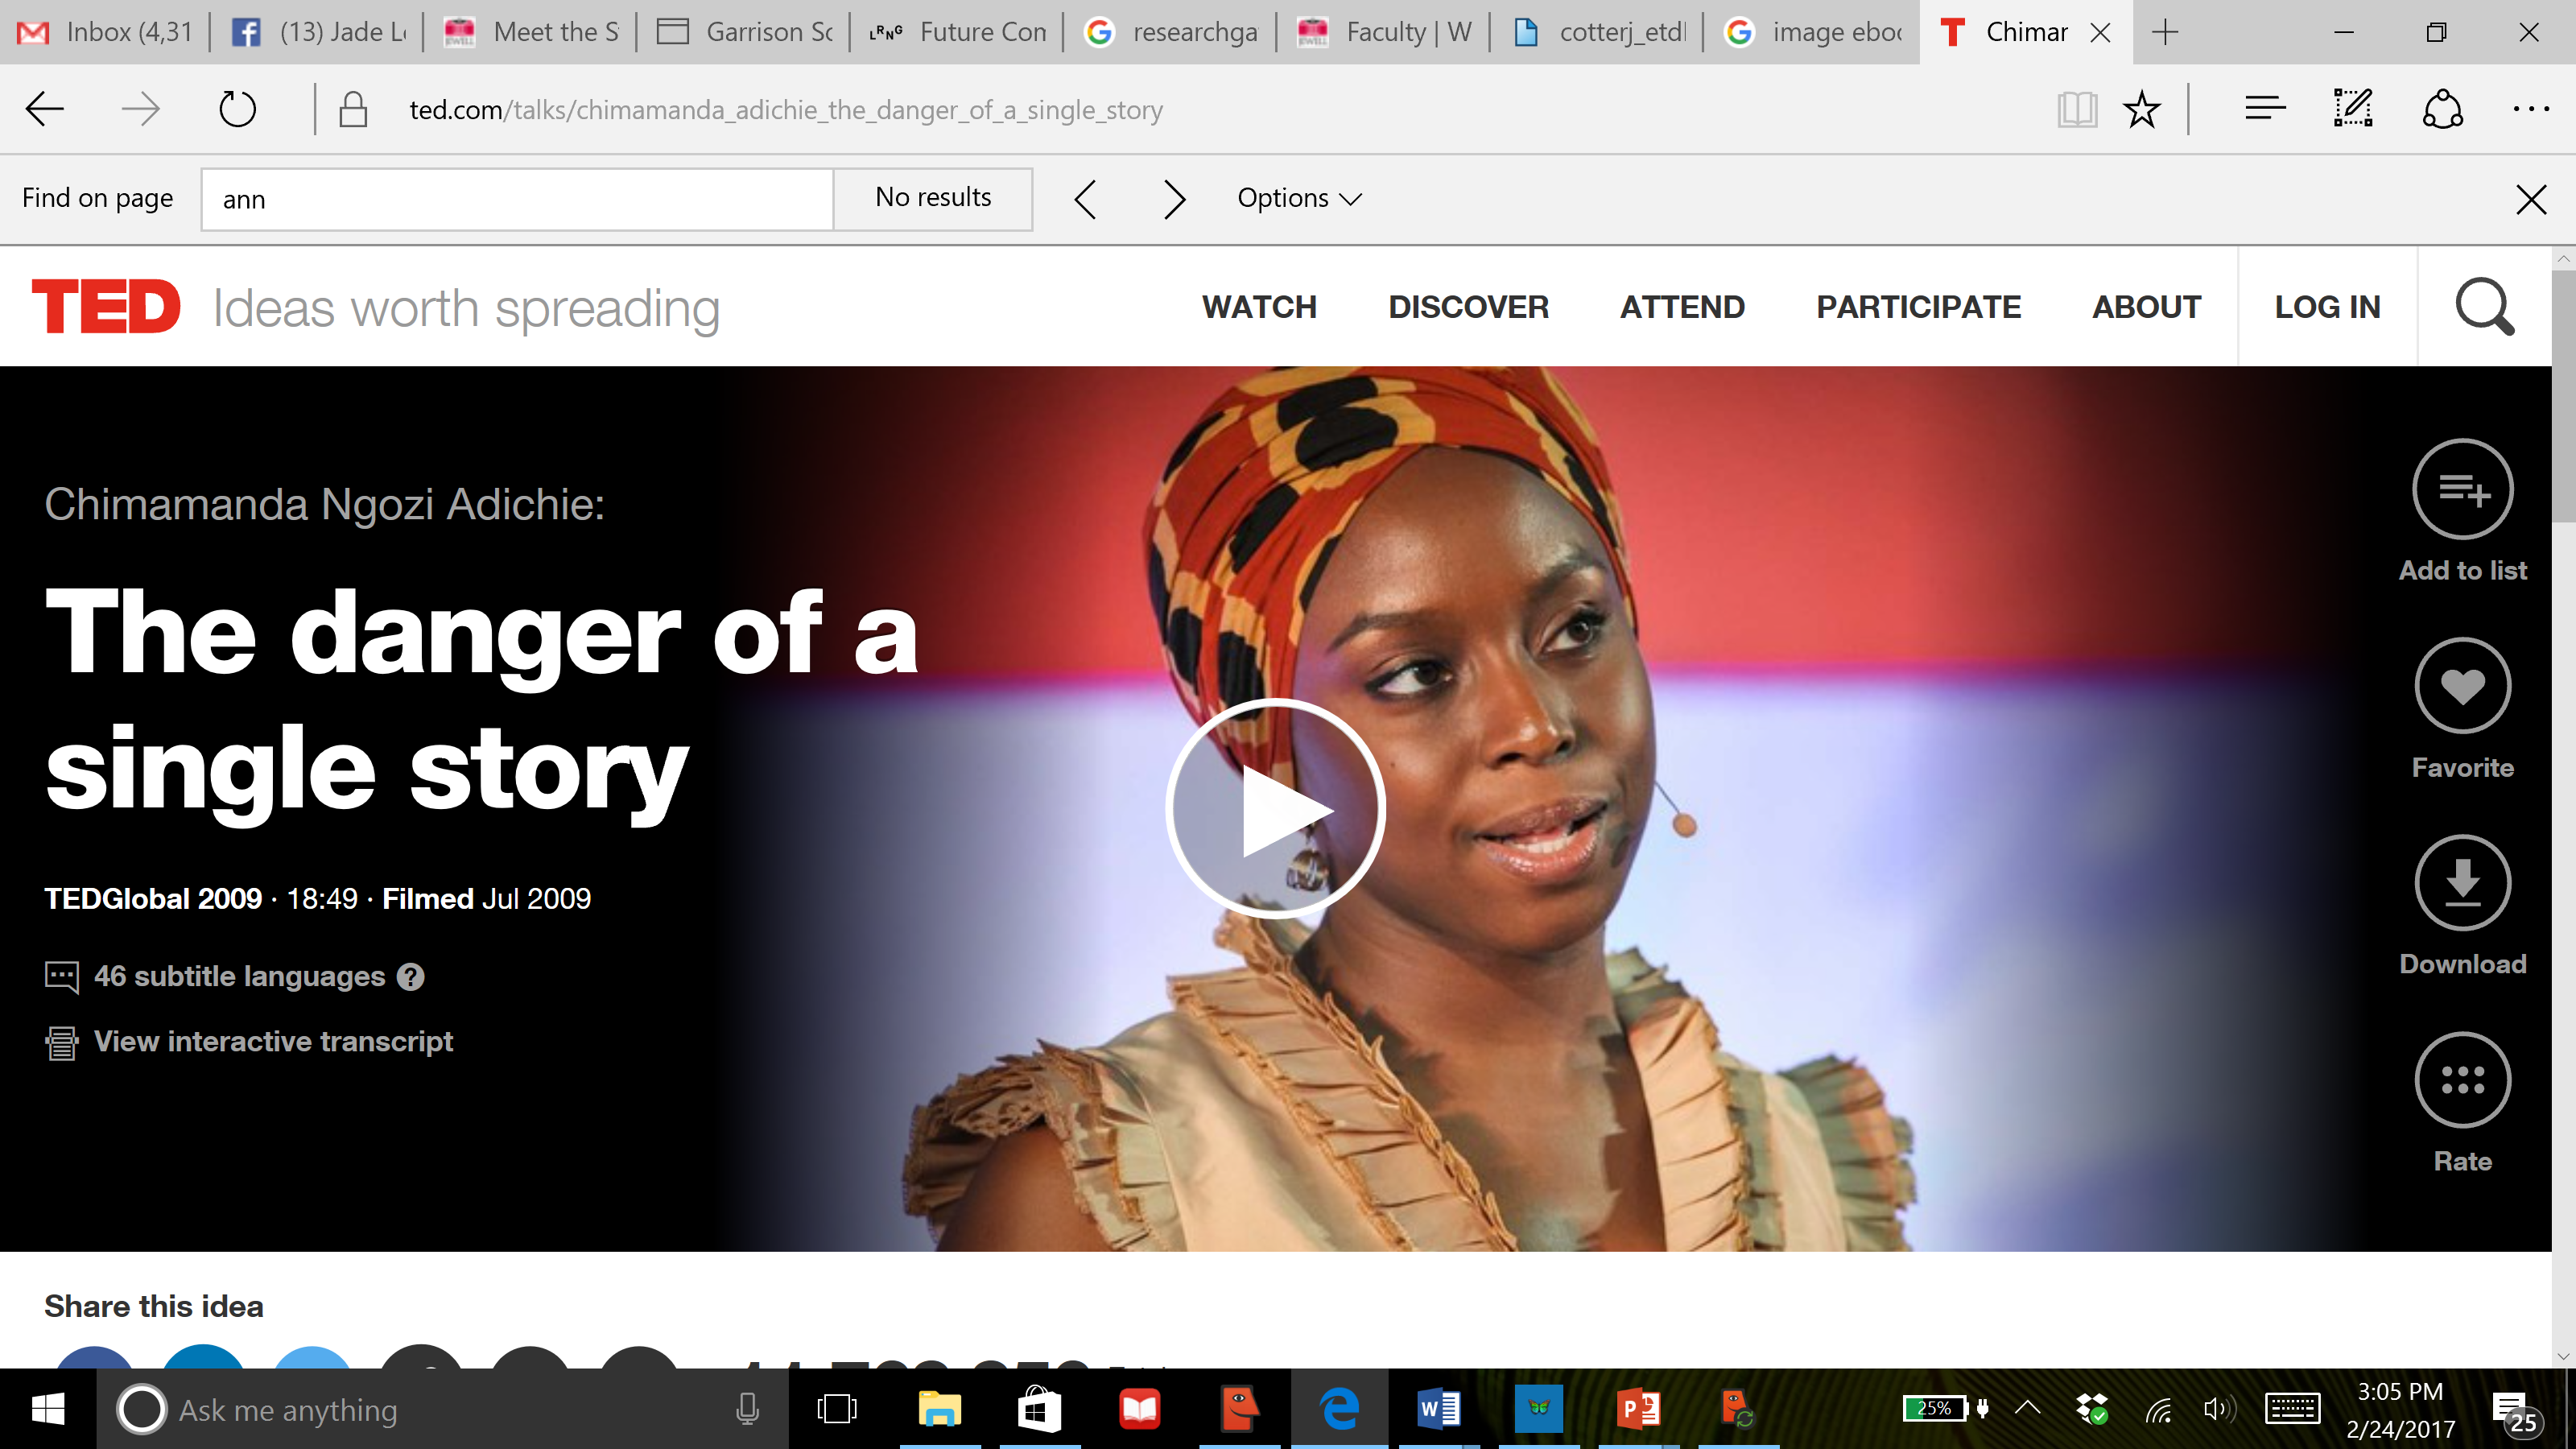 Inbox (4,31
(13) Jade L
Meet the S
Garrison Sc
LRNG Future Con
researchga
Faculty | W
cotterj_etdl
image eboo
Chimar
ted.com/talks/chimamanda_adichie_the_danger_of_a_single_story
Find on page
ann
No results
Options
TED Ideas worth spreading
WATCH
DISCOVER
ATTEND
PARTICIPATE
ABOUT
LOG IN
Chimamanda Ngozi Adichie:
The danger of a
single story
TEDGlobal 2009 · 18:49 · Filmed Jul 2009
46 subtitle languages ?
View interactive transcript
Add to list
Favorite
Download
Rate
Share this idea
Ask me anything
25%
3:05 PM
2/24/2017
25